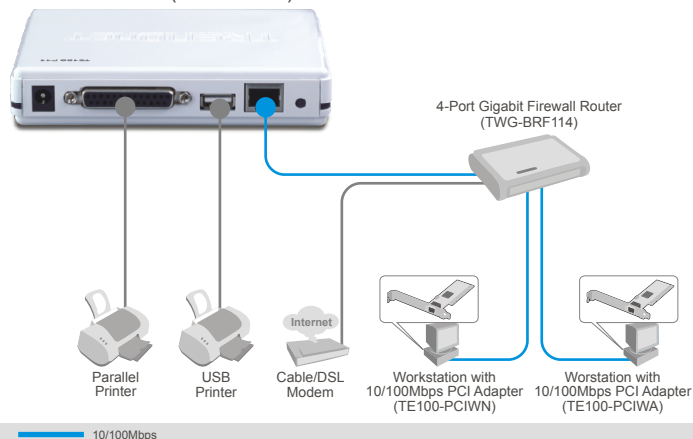 4-Port Gigabit Firewall Router
(TWG-BRF114)
Internet
Parallel
Printer
USB
Printer
Cable/DSL
Modem
Workstation with
10/100Mbps PCI Adapter
(TE100-PCIWN)
Worstation with
10/100Mbps PCI Adapter
(TE100-PCIWA)
10/100Mbps